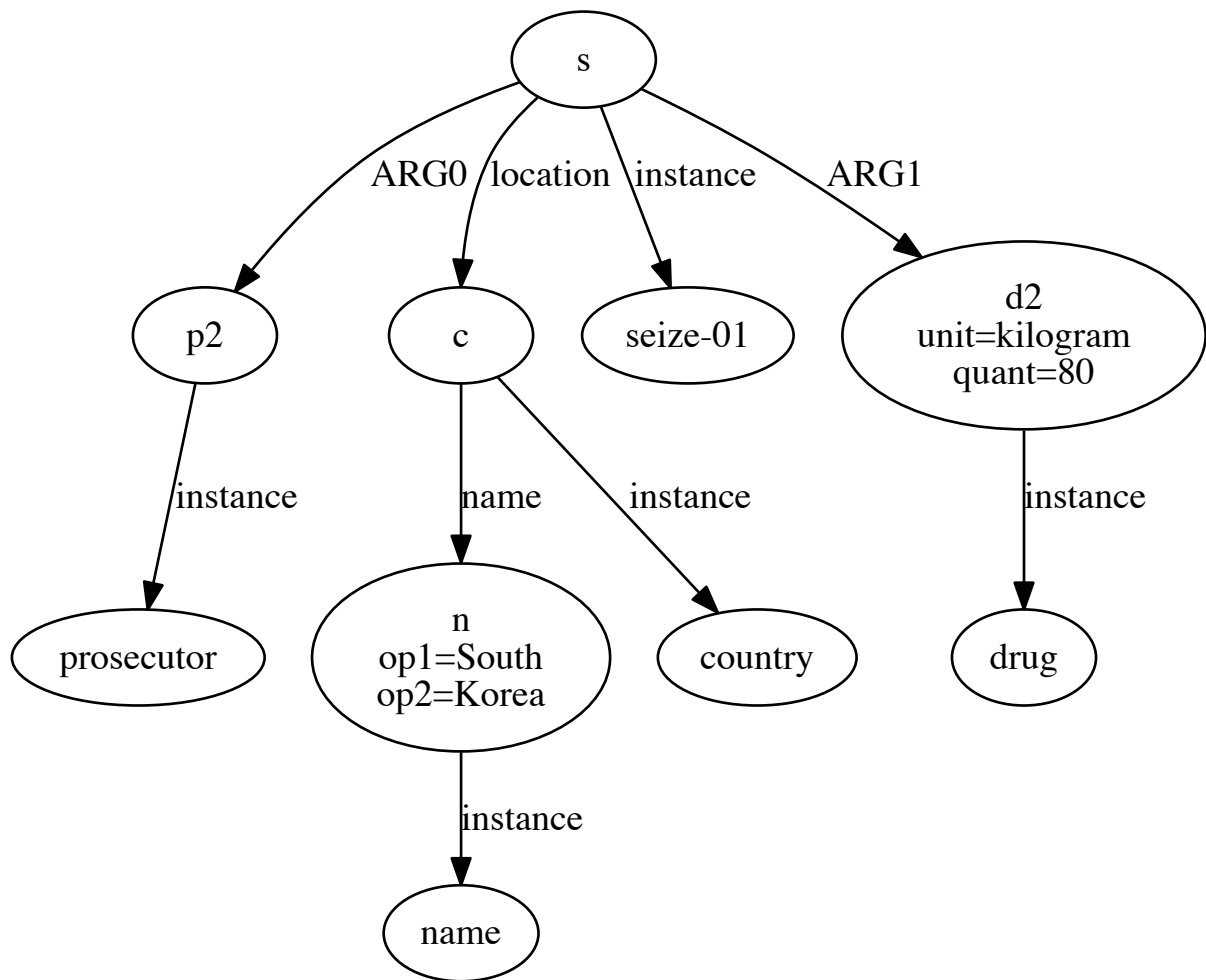 s
ARG0
location
instance
ARG1
p2
c
seize-01
d2
unit=kilogram
quant=80
instance
name
instance
instance
prosecutor
n
op1=South
op2=Korea
country
drug
instance
name